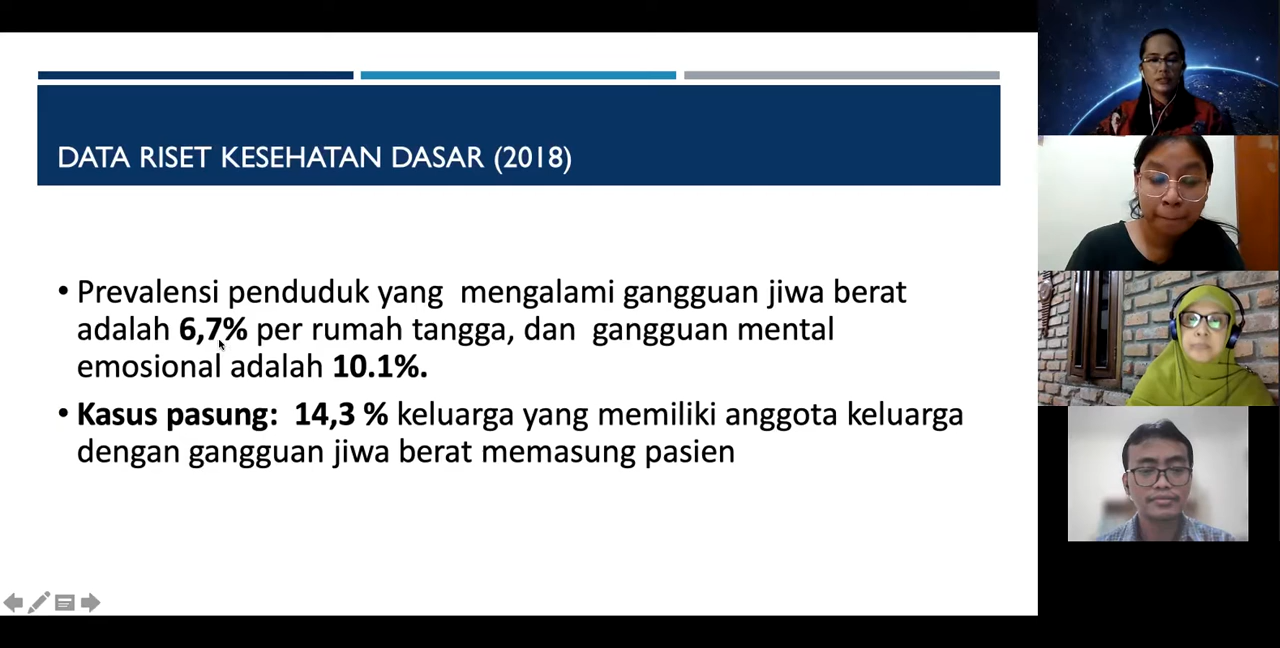 DATA RISET KESEHATAN DASAR (2018)
• Prevalensi penduduk yang mengalami gangguan jiwa berat
adalah 6,7% per rumah tangga, dan gangguan mental
emosional adalah 10.1%.
• Kasus pasung: 14,3 % keluarga yang memiliki anggota keluarga
dengan gangguan jiwa berat memasung pasien